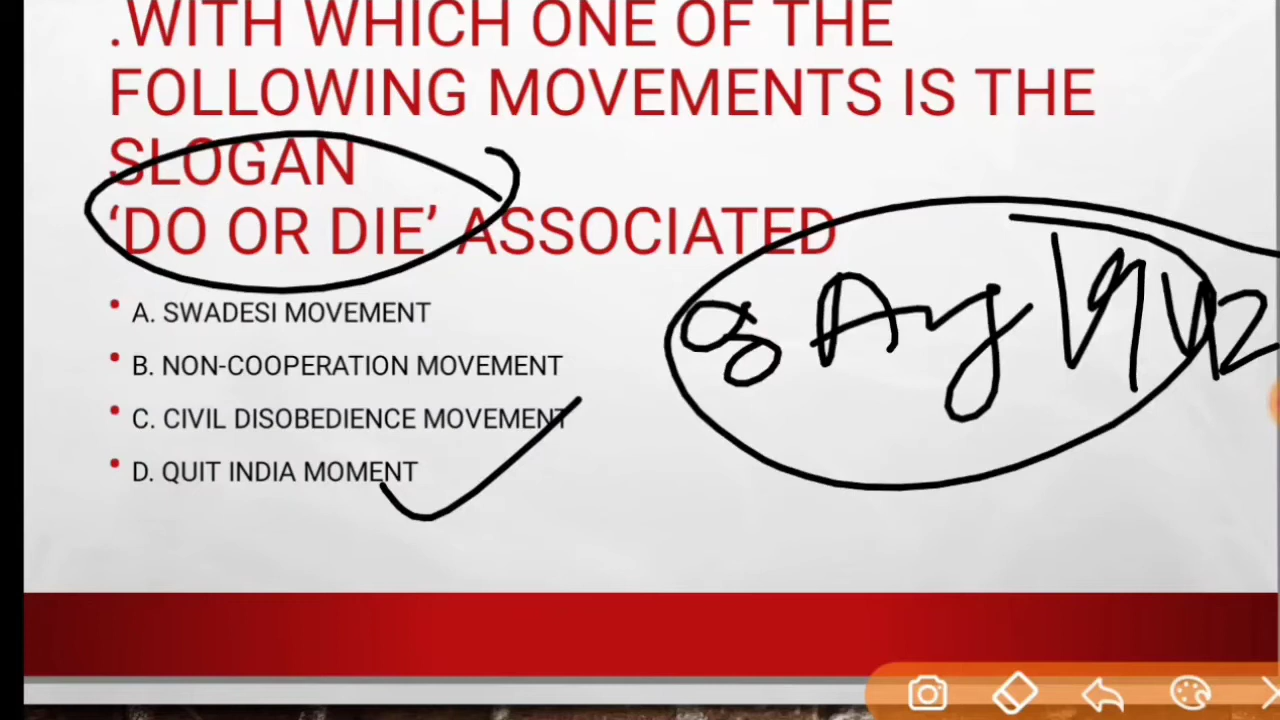 .WITH WHICH ONE OF THE
FOLLOWING MOVEMENTS IS THE
SLOGAN
‘DO OR DIE’ ASSOCIATED
8 Aug 1942
• A. SWADESI MOVEMENT
• B. NON-COOPERATION MOVEMENT
• C. CIVIL DISOBEDIENCE MOVEMENT
• D. QUIT INDIA MOMENT